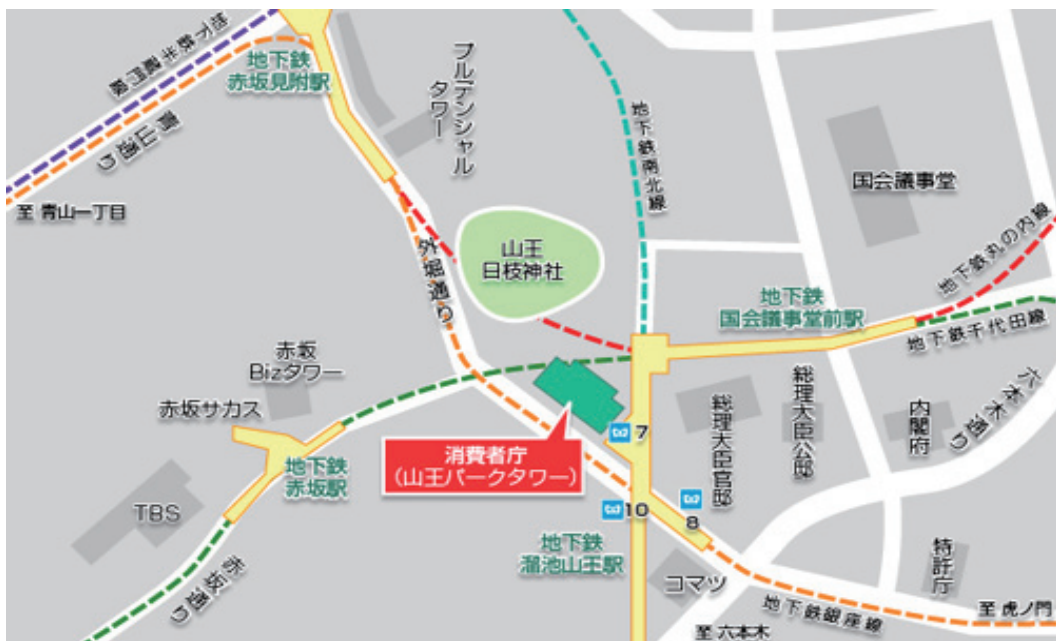 地下鉄半蔵門線
地下鉄
赤坂見附駅
青山通り
至 青山一丁目
プルデンシャル
タワー
地下鉄南北線
国会議事堂
山王
日枝神社
外堀通り
地下鉄丸の内線
地下鉄
国会議事堂前駅
地下鉄千代田線
赤坂
Bizタワー
赤坂サカス
総理大臣官邸
総理大臣公邸
内閣府
六本木通り
7
消費者庁
(山王パークタワー)
地下鉄
赤坂駅
TBS
10
8
地下鉄
溜池山王駅
赤坂通り
コマツ
特許庁
地下鉄銀座線
至 虎ノ門
至 六本木